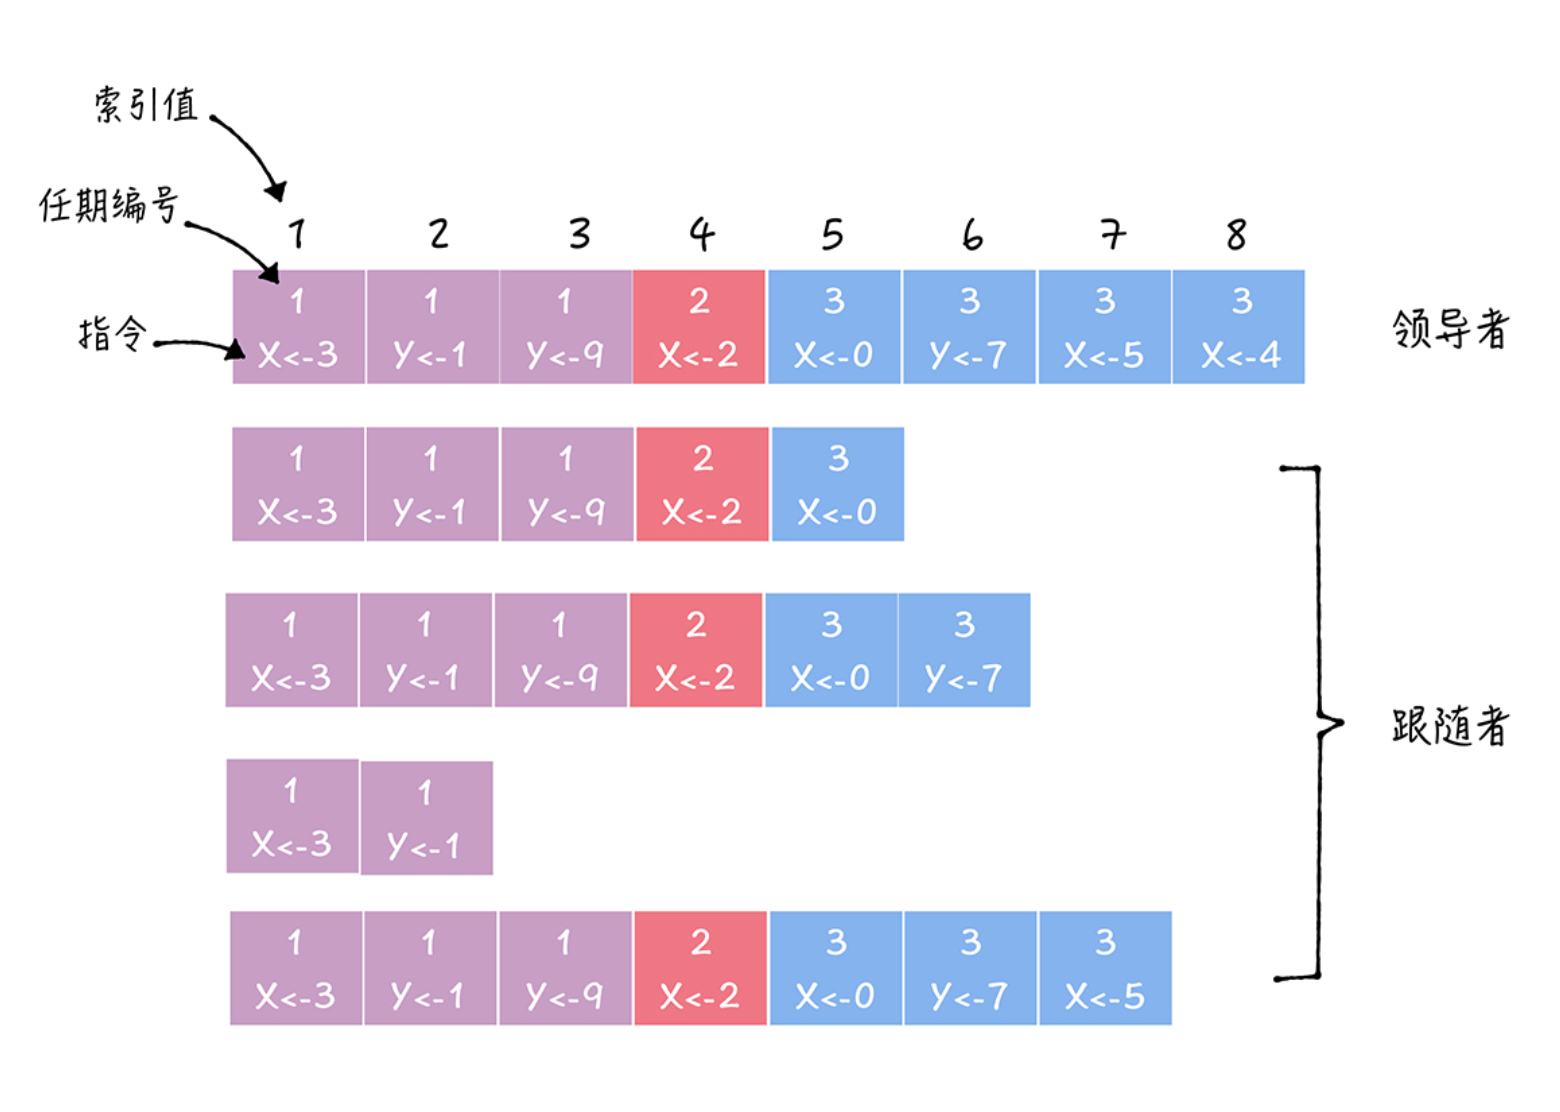 索引值
任期编号
1 2 3 4 5 6 7 8
指令
1 1 1 2 3 3 3 3
X<-3 Y<-1 Y<-9 X<-2 X<-0 Y<-7 X<-5 X<-4
领导者
1 1 1 2 3
X<-3 Y<-1 Y<-9 X<-2 X<-0
1 1 1 2 3 3
X<-3 Y<-1 Y<-9 X<-2 X<-0 Y<-7
跟随者
1 1
X<-3 Y<-1
1 1 1 2 3 3 3
X<-3 Y<-1 Y<-9 X<-2 X<-0 Y<-7 X<-5